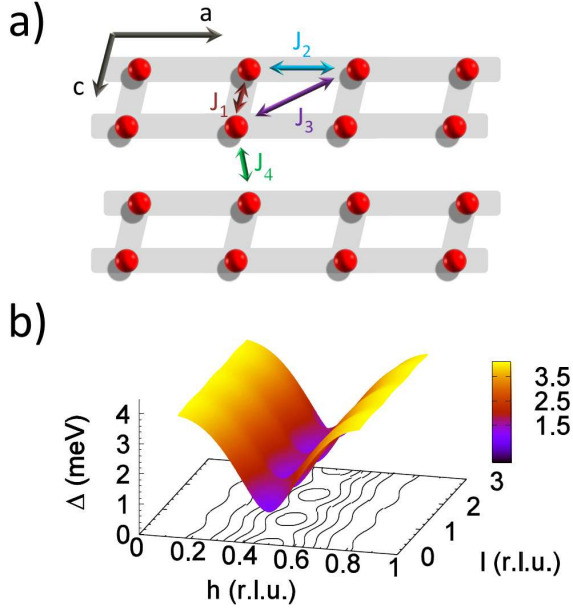 a)
a
c
J2
J1
J3
J4
b)
Δ (meV)
4
3
2
1
0
0 0.2 0.4 0.6 0.8 1
h (r.l.u.)
0
1
2
3
l (r.l.u.)
3.5
2.5
1.5